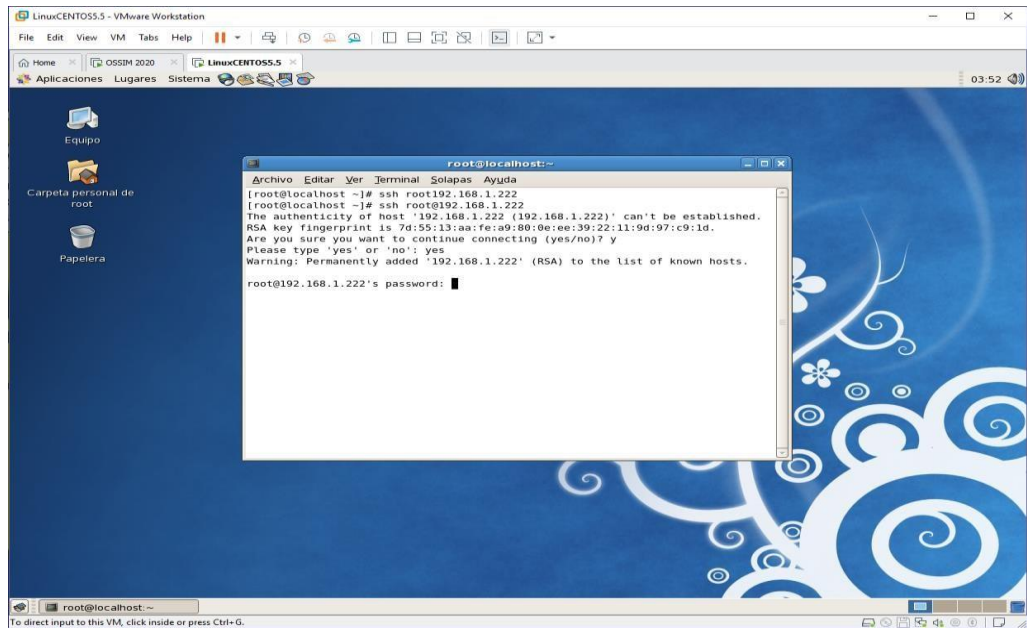 LinuxCENTOS5.5 - VMware Workstation
File Edit View VM Tabs Help
Home OSSIM 2020 LinuxCENTOS5.5
Aplicaciones Lugares Sistema 03:52
Equipo
Carpeta personal de
root
Papelera
root@localhost:~
Archivo Editar Ver Terminal Solapas Ayuda
[root@localhost ~]# ssh root192.168.1.222
[root@localhost ~]# ssh root@192.168.1.222
The authenticity of host '192.168.1.222 (192.168.1.222)' can't be established.
RSA key fingerprint is 7d:55:13:aa:fe:a9:80:0e:ee:39:22:11:9d:97:c9:1d.
Are you sure you want to continue connecting (yes/no)? y
Please type 'yes' or 'no': yes
Warning: Permanently added '192.168.1.222' (RSA) to the list of known hosts.
root@192.168.1.222's password:
root@localhost:~
To direct input to this VM, click inside or press Ctrl+G.